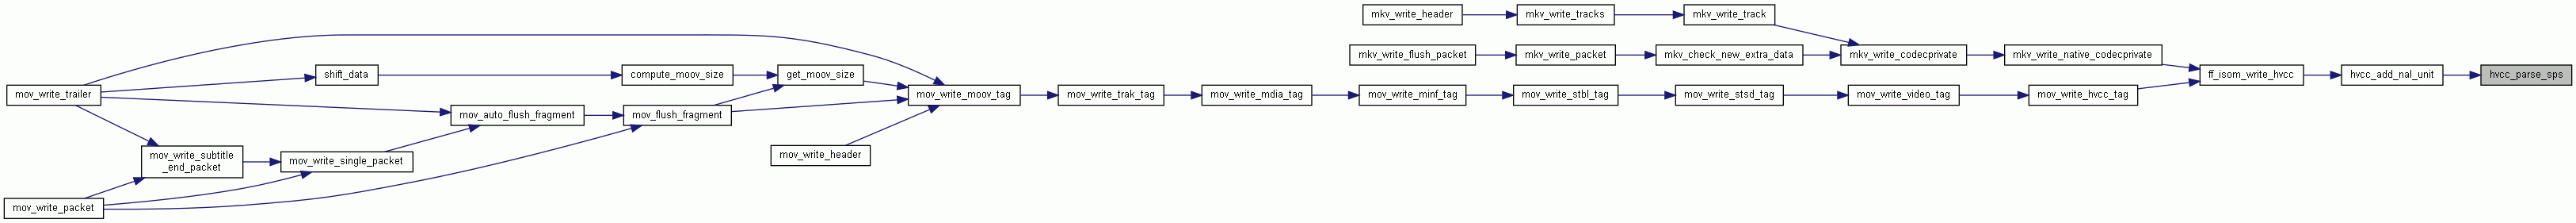 mkv_write_header
mkv_write_tracks
mkv_write_track
mkv_write_flush_packet
mkv_write_packet
mkv_check_new_extra_data
mkv_write_codecprivate
mkv_write_native_codecprivate
shift_data
compute_moov_size
get_moov_size
ff_isom_write_hvcc
hvcc_add_nal_unit
hvcc_parse_sps
mov_write_trailer
mov_write_moov_tag
mov_write_trak_tag
mov_write_mdia_tag
mov_write_minf_tag
mov_write_stbl_tag
mov_write_stsd_tag
mov_write_video_tag
mov_write_hvcc_tag
mov_auto_flush_fragment
mov_flush_fragment
mov_write_subtitle
_end_packet
mov_write_single_packet
mov_write_header
mov_write_packet